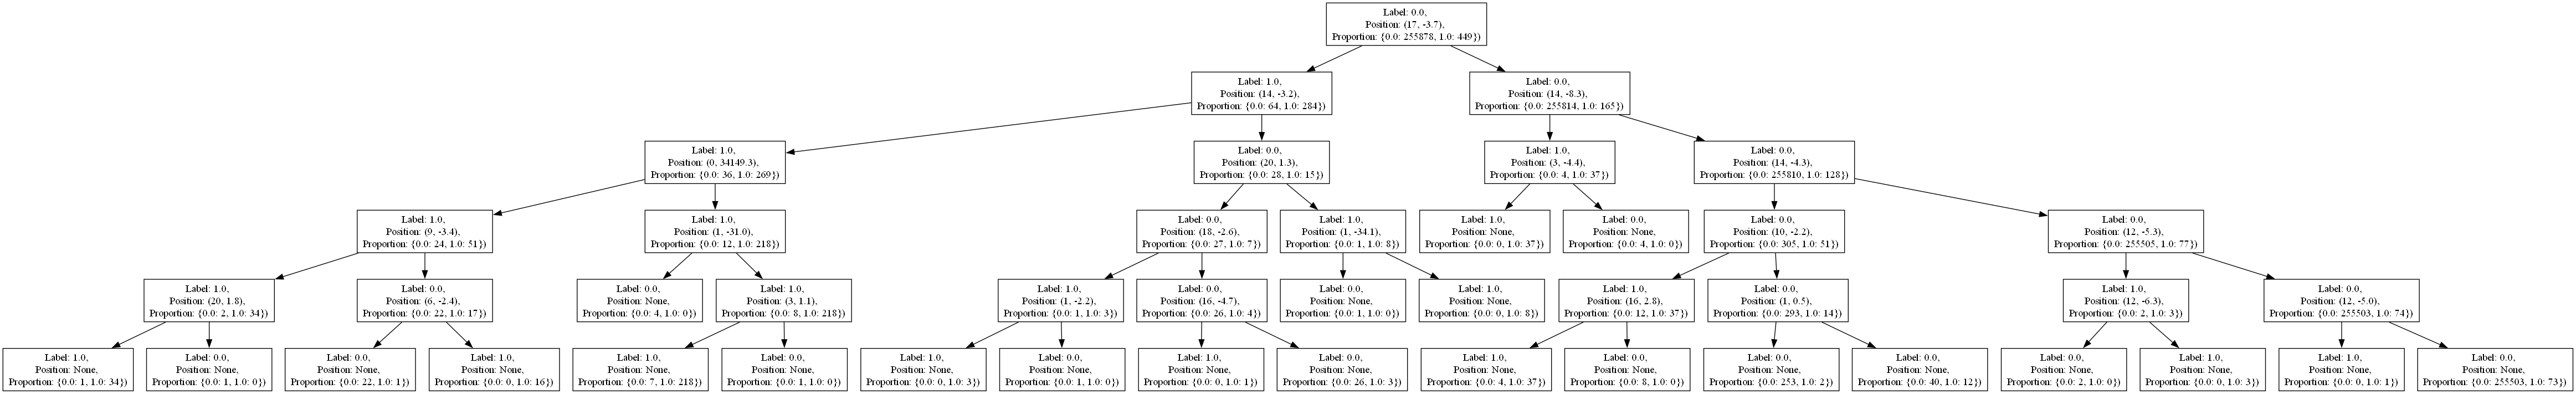 Label: 0.0,
Position: (17, -3.7),
Proportion: {0.0: 255878, 1.0: 449})
Label: 1.0,
Position: (14, -3.2),
Proportion: {0.0: 64, 1.0: 284})
Label: 0.0,
Position: (14, -8.3),
Proportion: {0.0: 255814, 1.0: 165})
Label: 1.0,
Position: (0, 34149.3),
Proportion: {0.0: 36, 1.0: 269})
Label: 0.0,
Position: (20, 1.3),
Proportion: {0.0: 28, 1.0: 15})
Label: 1.0,
Position: (3, -4.4),
Proportion: {0.0: 4, 1.0: 37})
Label: 0.0,
Position: (14, -4.3),
Proportion: {0.0: 255810, 1.0: 128})
Label: 1.0,
Position: (9, -3.4),
Proportion: {0.0: 24, 1.0: 51})
Label: 1.0,
Position: (1, -31.0),
Proportion: {0.0: 12, 1.0: 218})
Label: 0.0,
Position: (18, -2.6),
Proportion: {0.0: 27, 1.0: 7})
Label: 1.0,
Position: (1, -34.1),
Proportion: {0.0: 1, 1.0: 8})
Label: 1.0,
Position: None,
Proportion: {0.0: 0, 1.0: 37})
Label: 0.0,
Position: None,
Proportion: {0.0: 4, 1.0: 0})
Label: 0.0,
Position: (10, -2.2),
Proportion: {0.0: 305, 1.0: 51})
Label: 0.0,
Position: (12, -5.3),
Proportion: {0.0: 255505, 1.0: 77})
Label: 1.0,
Position: (20, 1.8),
Proportion: {0.0: 2, 1.0: 34})
Label: 0.0,
Position: (6, -2.4),
Proportion: {0.0: 22, 1.0: 17})
Label: 0.0,
Position: None,
Proportion: {0.0: 4, 1.0: 0})
Label: 1.0,
Position: (3, 1.1),
Proportion: {0.0: 8, 1.0: 218})
Label: 1.0,
Position: (1, -2.2),
Proportion: {0.0: 1, 1.0: 3})
Label: 0.0,
Position: (16, -4.7),
Proportion: {0.0: 26, 1.0: 4})
Label: 0.0,
Position: None,
Proportion: {0.0: 1, 1.0: 0})
Label: 1.0,
Position: None,
Proportion: {0.0: 0, 1.0: 8})
Label: 1.0,
Position: (16, 2.8),
Proportion: {0.0: 12, 1.0: 37})
Label: 0.0,
Position: (1, 0.5),
Proportion: {0.0: 293, 1.0: 14})
Label: 1.0,
Position: (12, -6.3),
Proportion: {0.0: 2, 1.0: 3})
Label: 0.0,
Position: (12, -5.0),
Proportion: {0.0: 255503, 1.0: 74})
Label: 1.0,
Position: None,
Proportion: {0.0: 1, 1.0: 34})
Label: 0.0,
Position: None,
Proportion: {0.0: 1, 1.0: 0})
Label: 0.0,
Position: None,
Proportion: {0.0: 22, 1.0: 1})
Label: 1.0,
Position: None,
Proportion: {0.0: 0, 1.0: 16})
Label: 1.0,
Position: None,
Proportion: {0.0: 7, 1.0: 218})
Label: 0.0,
Position: None,
Proportion: {0.0: 1, 1.0: 0})
Label: 1.0,
Position: None,
Proportion: {0.0: 0, 1.0: 3})
Label: 0.0,
Position: None,
Proportion: {0.0: 1, 1.0: 0})
Label: 1.0,
Position: None,
Proportion: {0.0: 0, 1.0: 1})
Label: 0.0,
Position: None,
Proportion: {0.0: 26, 1.0: 3})
Label: 1.0,
Position: None,
Proportion: {0.0: 4, 1.0: 37})
Label: 0.0,
Position: None,
Proportion: {0.0: 8, 1.0: 0})
Label: 0.0,
Position: None,
Proportion: {0.0: 253, 1.0: 2})
Label: 0.0,
Position: None,
Proportion: {0.0: 40, 1.0: 12})
Label: 0.0,
Position: None,
Proportion: {0.0: 2, 1.0: 0})
Label: 1.0,
Position: None,
Proportion: {0.0: 0, 1.0: 3})
Label: 1.0,
Position: None,
Proportion: {0.0: 0, 1.0: 1})
Label: 0.0,
Position: None,
Proportion: {0.0: 255503, 1.0: 73})